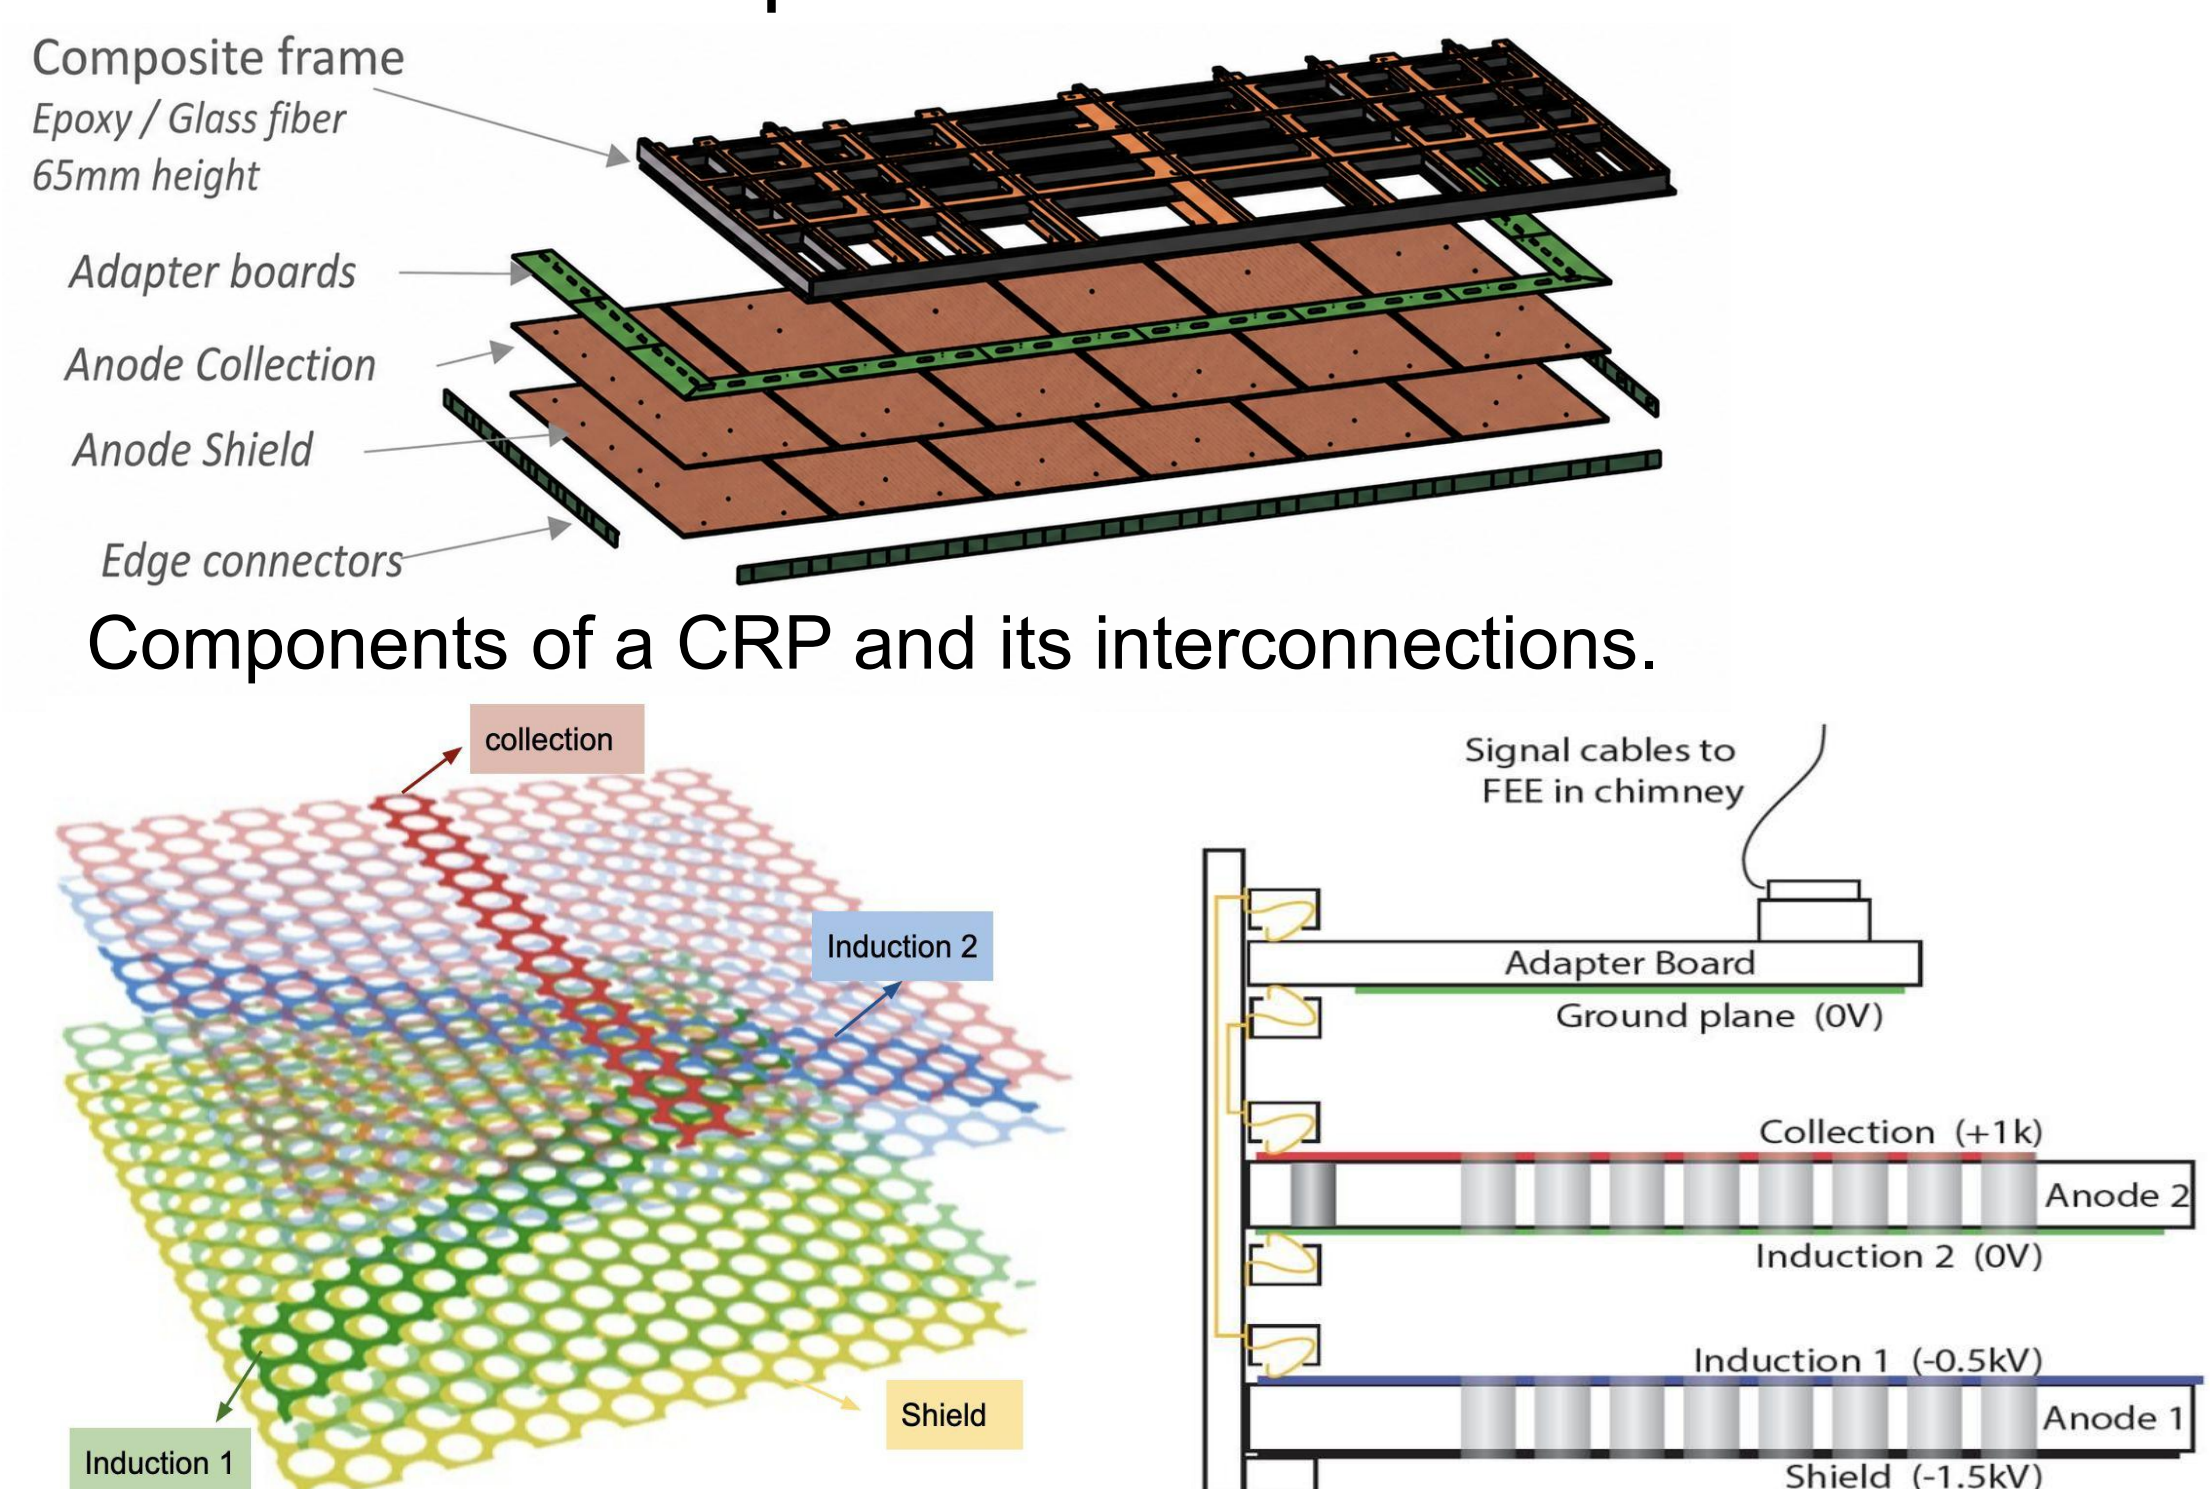 Composite frame
Epoxy / Glass fiber
65mm height
Adapter boards
Anode Collection
Anode Shield
Edge connectors
Components of a CRP and its interconnections.
collection
Induction 2
Shield
Induction 1
Signal cables to
FEE in chimney
Adapter Board
Ground plane (0V)
Collection (+1k)
Anode 2
Induction 2 (0V)
Induction 1 (-0.5kV)
Anode 1
Shield (-1.5kV)